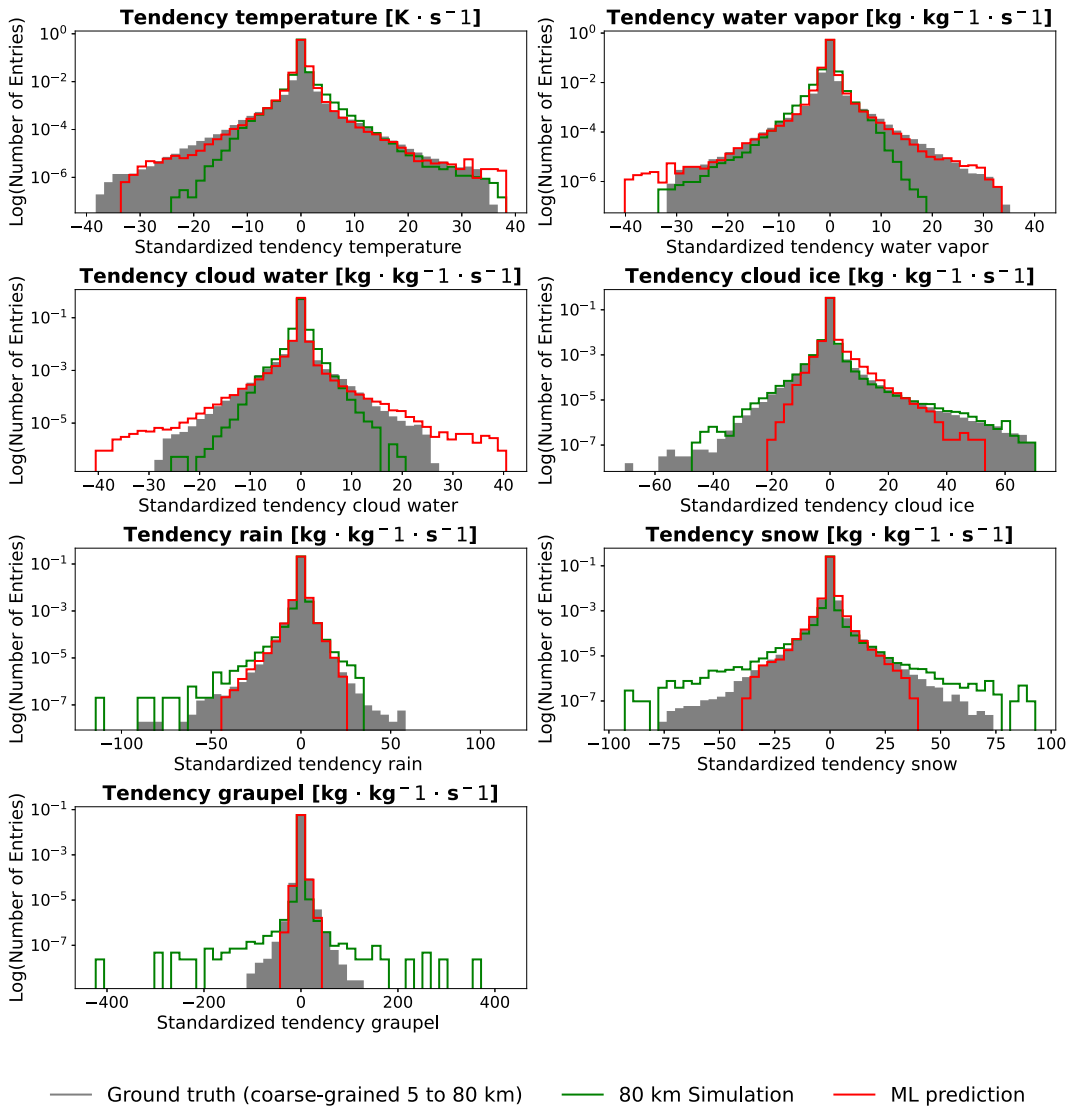 Tendency temperature [K · s⁻1]
Log(Number of Entries)
10⁰
10⁻²
10⁻⁴
10⁻⁶
−40 −30 −20 −10 0 10 20 30 40
Standardized tendency temperature
Tendency water vapor [kg · kg⁻1 · s⁻1]
Log(Number of Entries)
10⁰
10⁻²
10⁻⁴
10⁻⁶
−40 −20 0 20 40
Standardized tendency water vapor
Tendency cloud water [kg · kg⁻1 · s⁻1]
Log(Number of Entries)
10⁻¹
10⁻³
10⁻⁵
−40 −30 −20 −10 0 10 20 30 40
Standardized tendency cloud water
Tendency cloud ice [kg · kg⁻1 · s⁻1]
Log(Number of Entries)
10⁻¹
10⁻³
10⁻⁵
10⁻⁷
−60 −40 −20 0 20 40 60
Standardized tendency cloud ice
Tendency rain [kg · kg⁻1 · s⁻1]
Log(Number of Entries)
10⁻¹
10⁻³
10⁻⁵
10⁻⁷
−100 −50 0 50 100
Standardized tendency rain
Tendency snow [kg · kg⁻1 · s⁻1]
Log(Number of Entries)
10⁻¹
10⁻³
10⁻⁵
10⁻⁷
−100 −75 −50 −25 0 25 50 75 100
Standardized tendency snow
Tendency graupel [kg · kg⁻1 · s⁻1]
Log(Number of Entries)
10⁻¹
10⁻³
10⁻⁵
10⁻⁷
−400 −200 0 200 400
Standardized tendency graupel
Ground truth (coarse-grained 5 to 80 km) 80 km Simulation ML prediction